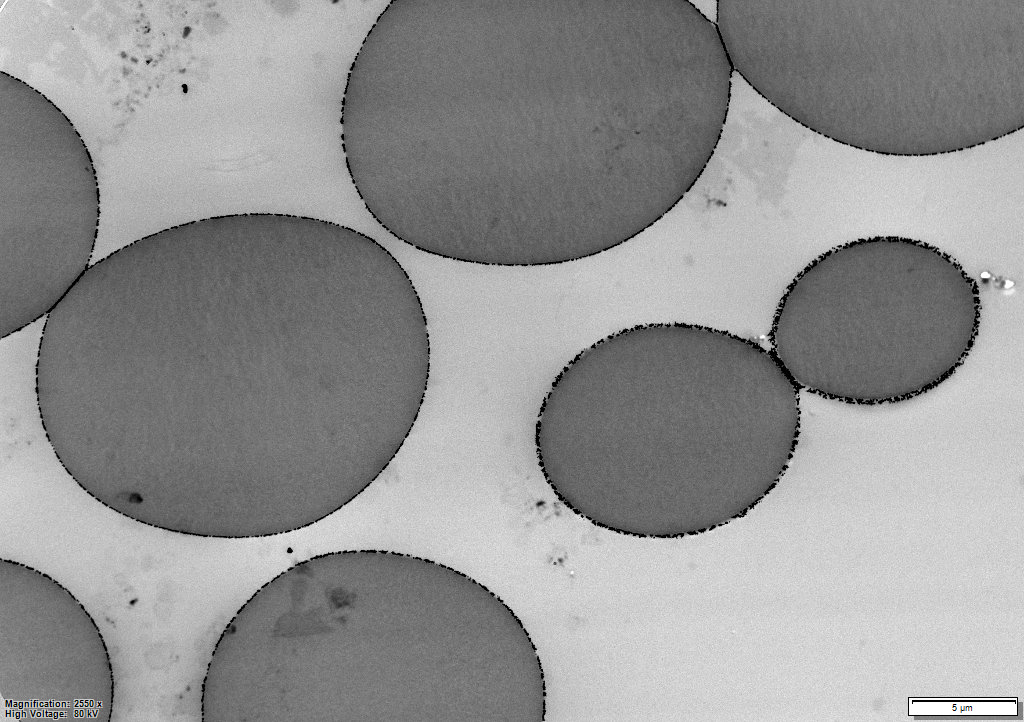 Magnification: 2550 x
High Voltage: 80 kV
5 µm